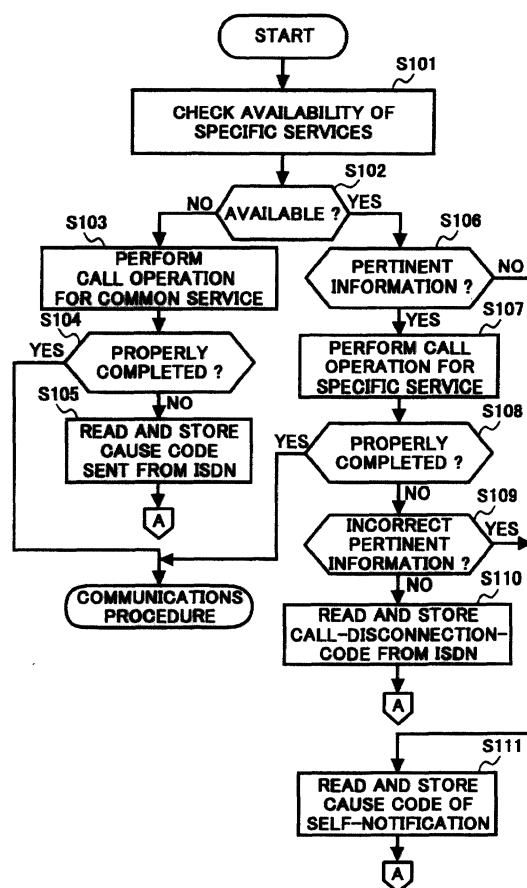 START
S101
CHECK AVAILABILITY OF
SPECIFIC SERVICES
S102
AVAILABLE ?
NO
YES
S103
PERFORM
CALL OPERATION
FOR COMMON SERVICE
S104
PROPERLY
COMPLETED ?
YES
NO
S105
READ AND STORE
CAUSE CODE
SENT FROM ISDN
A
COMMUNICATIONS
PROCEDURE
S106
PERTINENT
INFORMATION ?
NO
YES
S107
PERFORM CALL
OPERATION FOR
SPECIFIC SERVICE
S108
PROPERLY
COMPLETED ?
YES
NO
S109
INCORRECT
PERTINENT
INFORMATION ?
YES
NO
S110
READ AND STORE
CALL-DISCONNECTION-
CODE FROM ISDN
A
S111
READ AND STORE
CAUSE CODE OF
SELF-NOTIFICATION
A